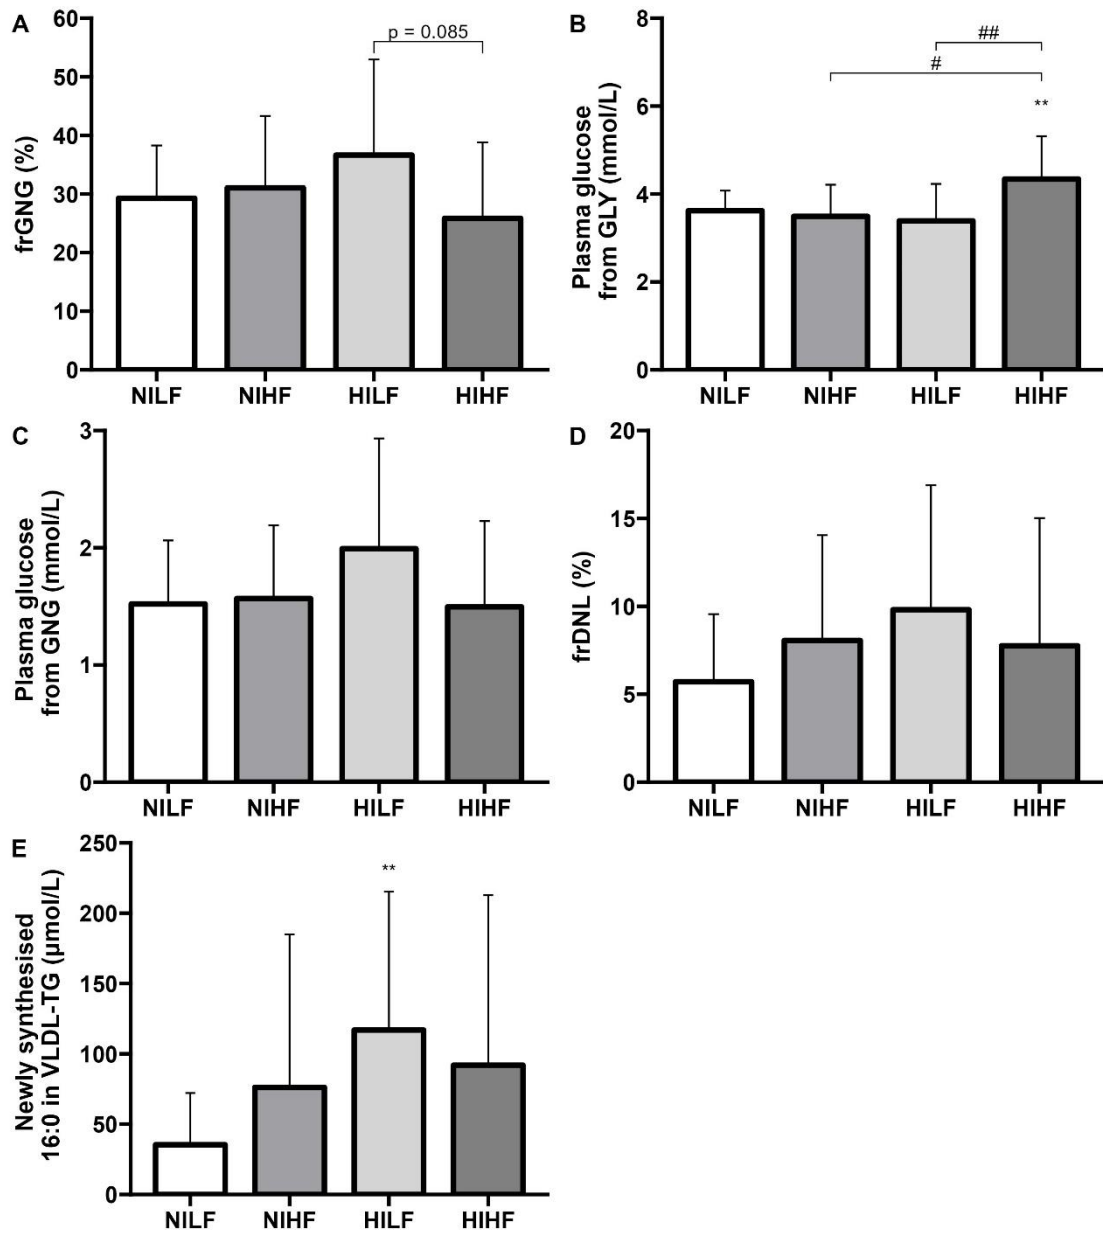 A
frGNG (%)
60
50
40
30
20
10
0
p = 0.085
NILF NIHF HILF HIHF
B
Plasma glucose
from GLY (mmol/L)
8
6
4
2
0
##
#
**
NILF NIHF HILF HIHF
C
Plasma glucose
from GNG (mmol/L)
3
2
1
0
NILF NIHF HILF HIHF
D
frDNL (%)
20
15
10
5
0
NILF NIHF HILF HIHF
E
Newly synthesised
16:0 in VLDL-TG (µmol/L)
250
200
150
100
50
0
**
NILF NIHF HILF HIHF